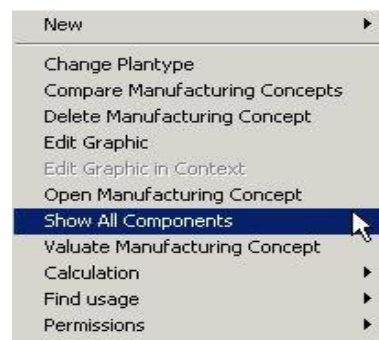 New
Change Plantype
Compare Manufacturing Concepts
Delete Manufacturing Concept
Edit Graphic
Edit Graphic in Context
Open Manufacturing Concept
Show All Components
Valuate Manufacturing Concept
Calculation
Find usage
Permissions